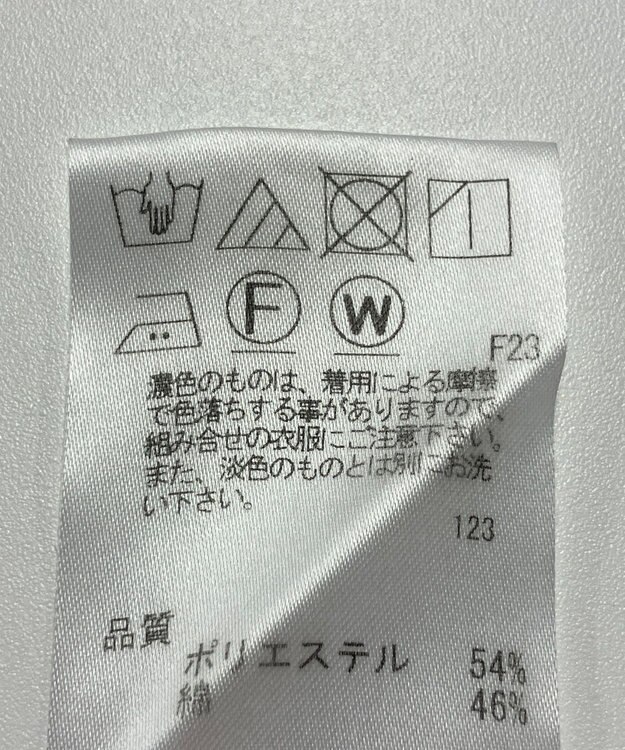 F W
F23
濃色のものは、着用による摩擦
で色落ちする事がありますので、
組み合せの衣服にご注意下さい。
また、淡色のものとは別にお洗
い下さい。
123
品質
ポリエステル 54%
綿 46%